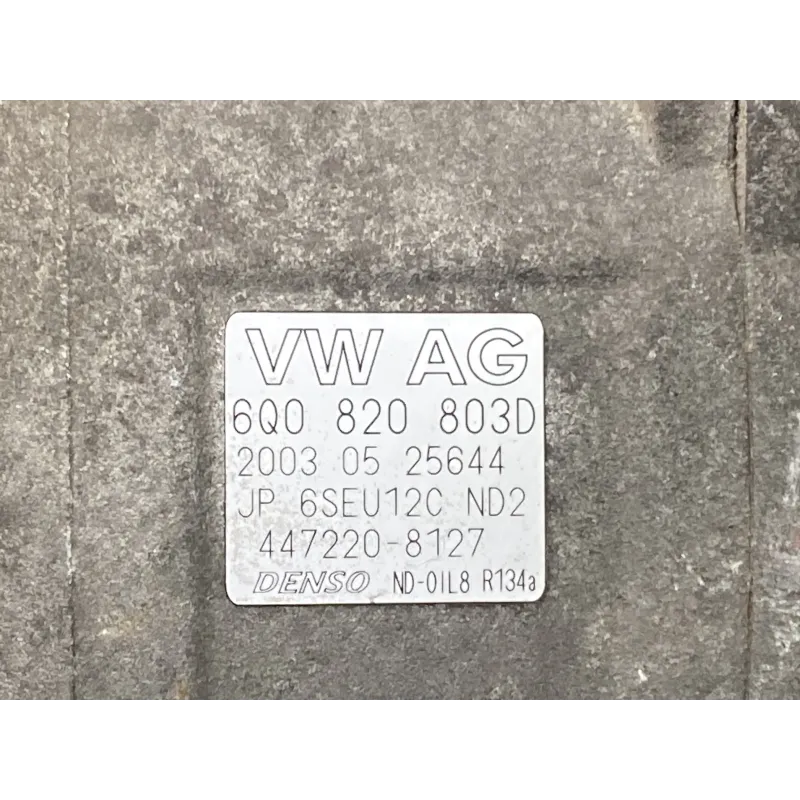 VW AG
6Q0 820 803D
2003 05 25644
JP 6SEU12C ND2
447220-8127
DENSO ND-OIL8 R134a